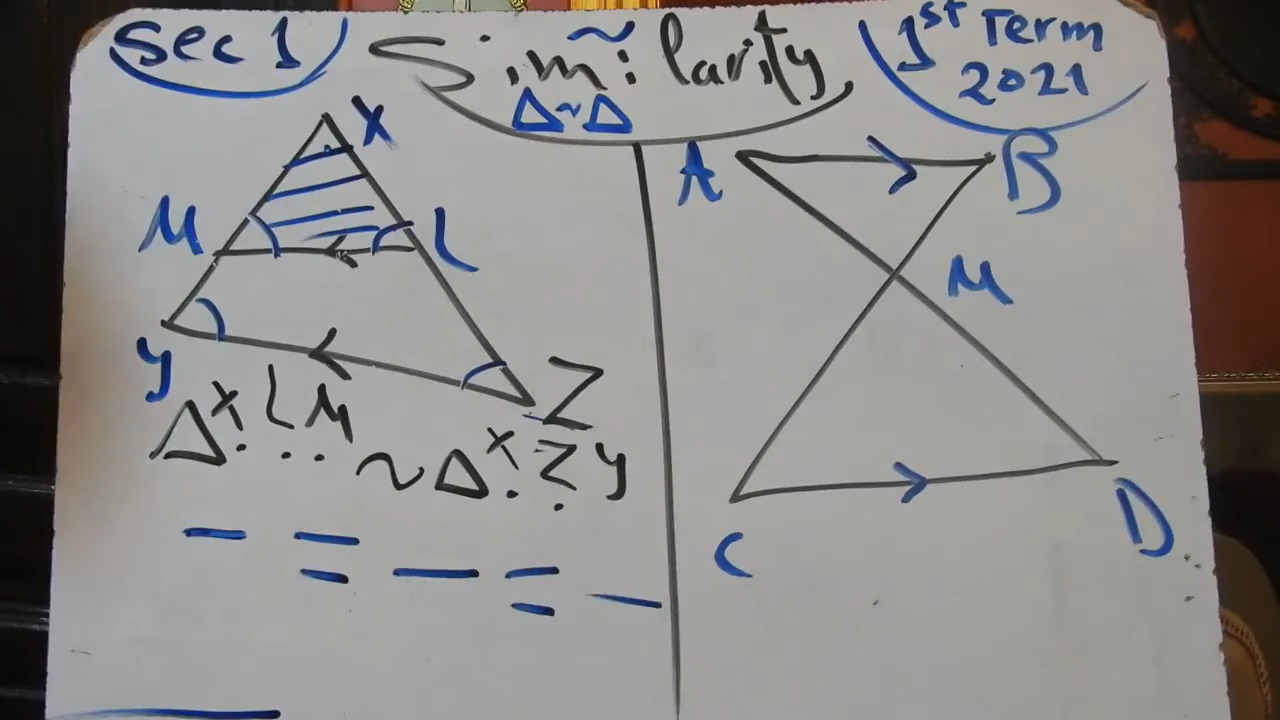 Sec 1
Similarity
Δ~Δ
1st Term
2021
X
M
L
y
Z
ΔXLM
~ΔXZy
A
B
M
C
D